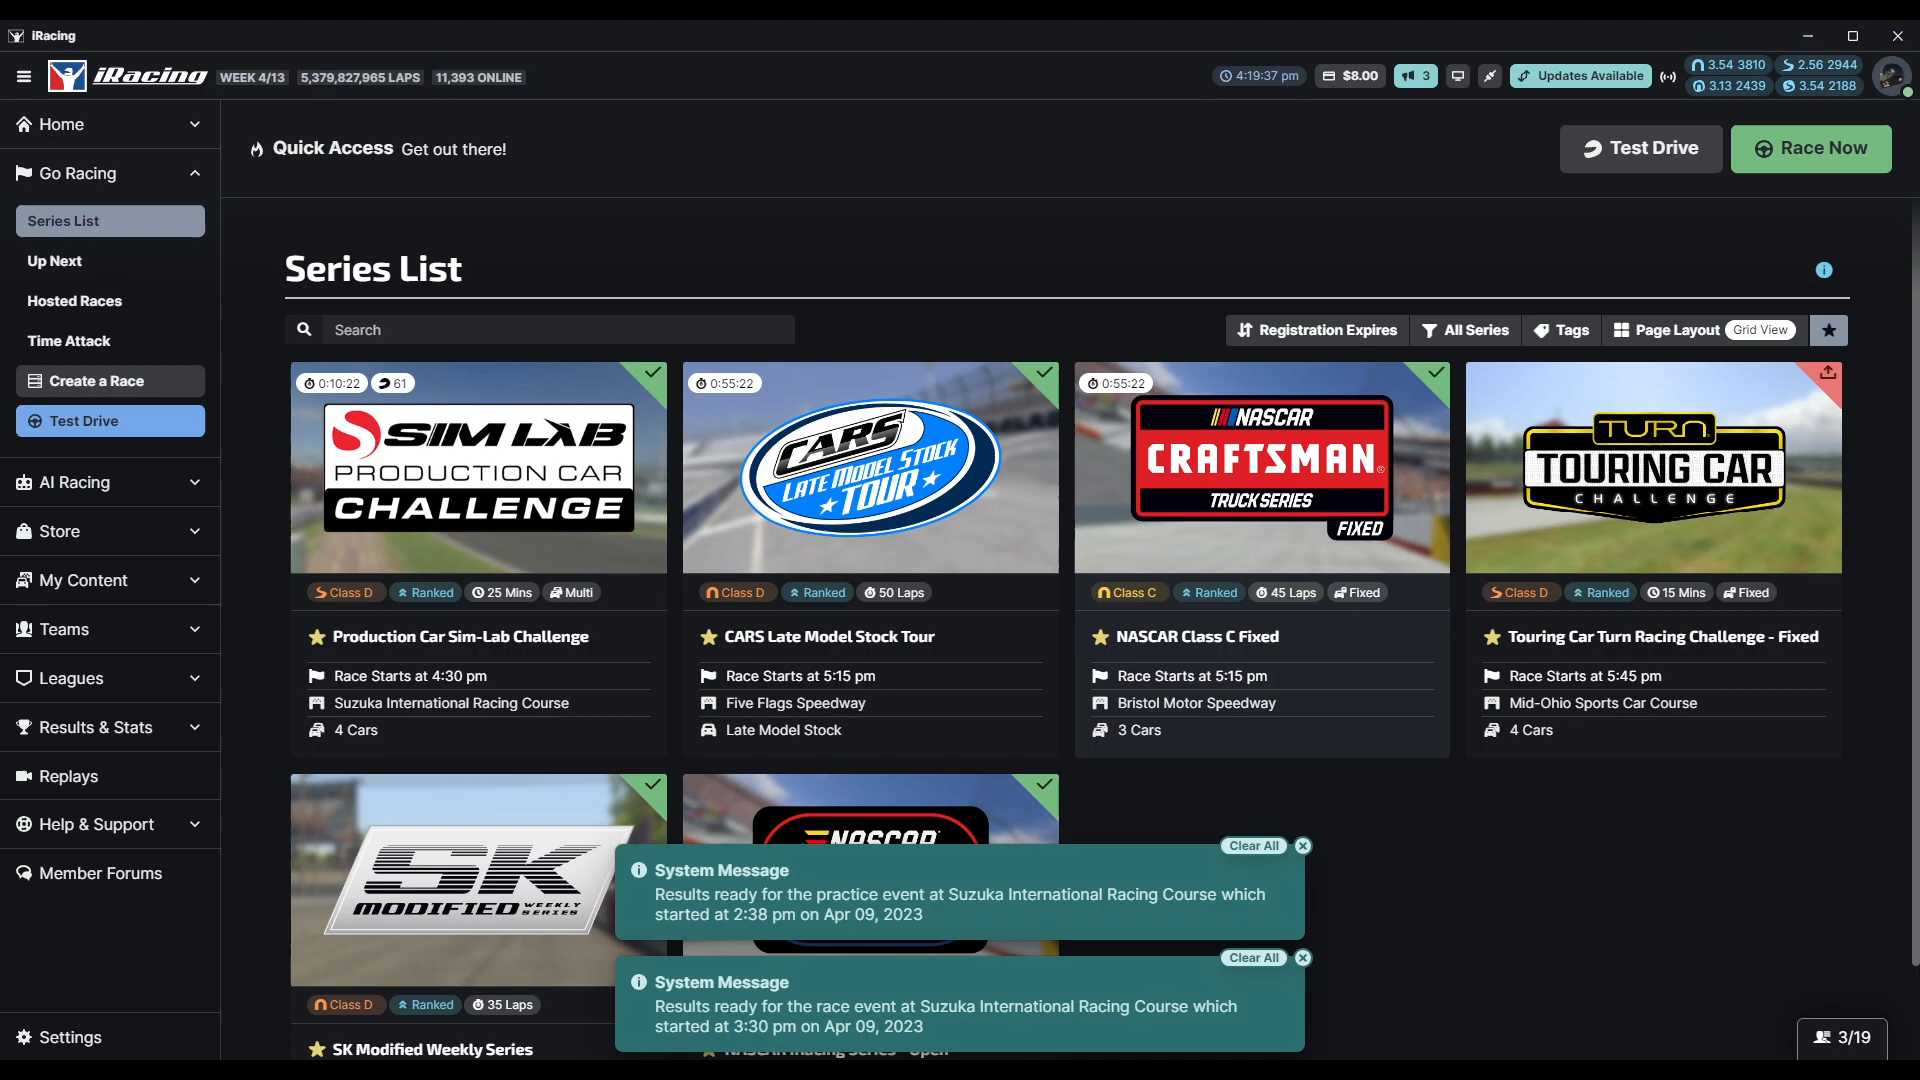 iRacing
iRacing WEEK 4/13 5,379,827,965 LAPS 11,393 ONLINE
4:19:37 pm $8.00 3 Updates Available
3.54 3810 2.56 2944
3.13 2439 3.54 2188
Home
Go Racing
Series List
Up Next
Hosted Races
Time Attack
Create a Race
Test Drive
AI Racing
Store
My Content
Teams
Leagues
Results & Stats
Replays
Help & Support
Member Forums
Settings
Quick Access Get out there!
Test Drive
Race Now
Series List
Search
Registration Expires All Series Tags Page Layout Grid View
0:10:22 61
SIM LAB
PRODUCTION CAR
CHALLENGE
Class D Ranked 25 Mins Multi
Production Car Sim-Lab Challenge
Race Starts at 4:30 pm
Suzuka International Racing Course
4 Cars
0:55:22
CARS
LATE MODEL STOCK
TOUR
Class D Ranked 50 Laps
CARS Late Model Stock Tour
Race Starts at 5:15 pm
Five Flags Speedway
Late Model Stock
0:55:22
NASCAR
CRAFTSMAN®
TRUCK SERIES
FIXED
Class C Ranked 45 Laps Fixed
NASCAR Class C Fixed
Race Starts at 5:15 pm
Bristol Motor Speedway
3 Cars
TURN
TOURING CAR
CHALLENGE
Class D Ranked 15 Mins Fixed
Touring Car Turn Racing Challenge - Fixed
Race Starts at 5:45 pm
Mid-Ohio Sports Car Course
4 Cars
SK
MODIFIED WEEKLY
SERIES
Class D Ranked 35 Laps
SK Modified Weekly Series
NASCAR
NASCAR iRacing Series - Open
Clear All
System Message
Results ready for the practice event at Suzuka International Racing Course which
started at 2:38 pm on Apr 09, 2023
Clear All
System Message
Results ready for the race event at Suzuka International Racing Course which
started at 3:30 pm on Apr 09, 2023
3/19